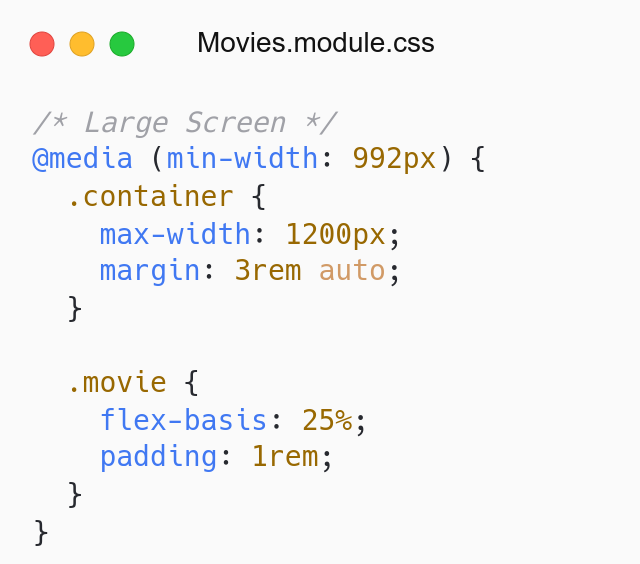 Movies.module.css
/* Large Screen */
@media (min-width: 992px) {
  .container {
    max-width: 1200px;
    margin: 3rem auto;
  }

  .movie {
    flex-basis: 25%;
    padding: 1rem;
  }
}